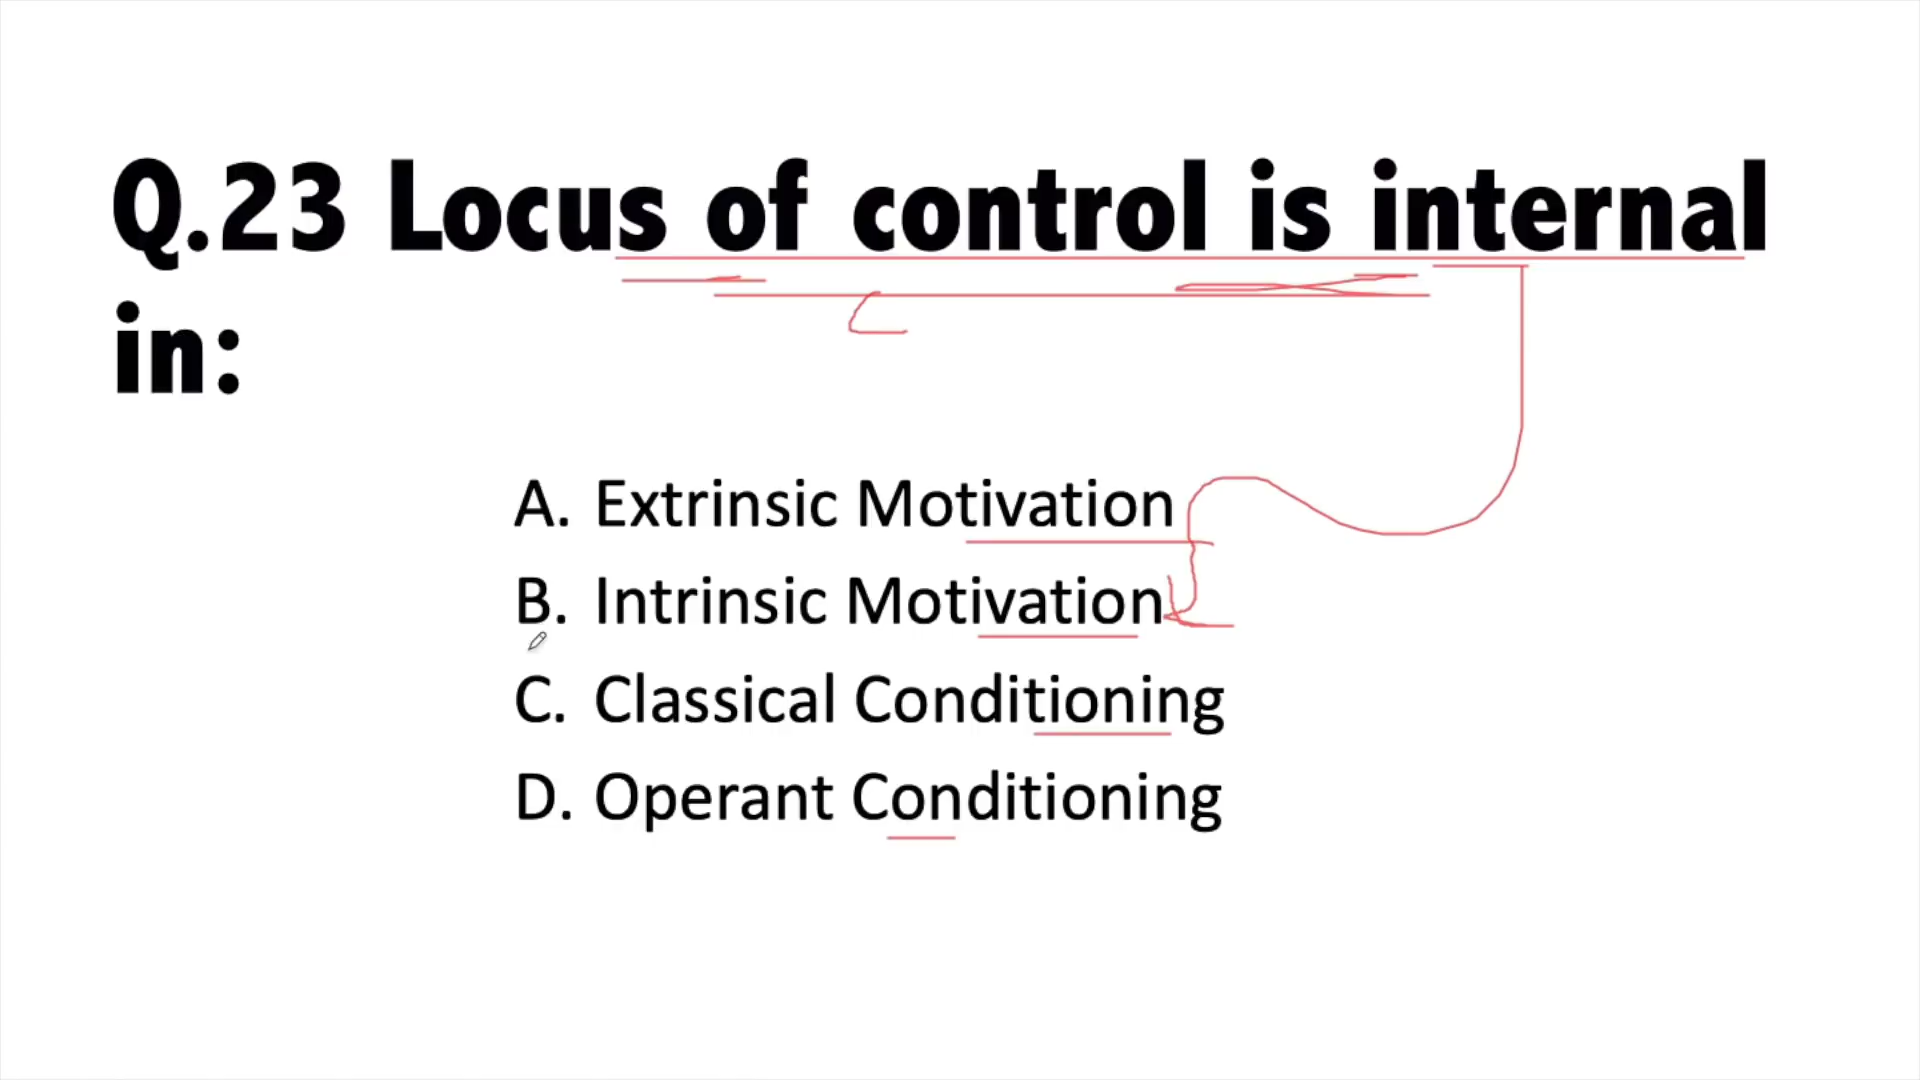 Q.23 Locus of control is internal
in:
A. Extrinsic Motivation
B. Intrinsic Motivation
C. Classical Conditioning
D. Operant Conditioning